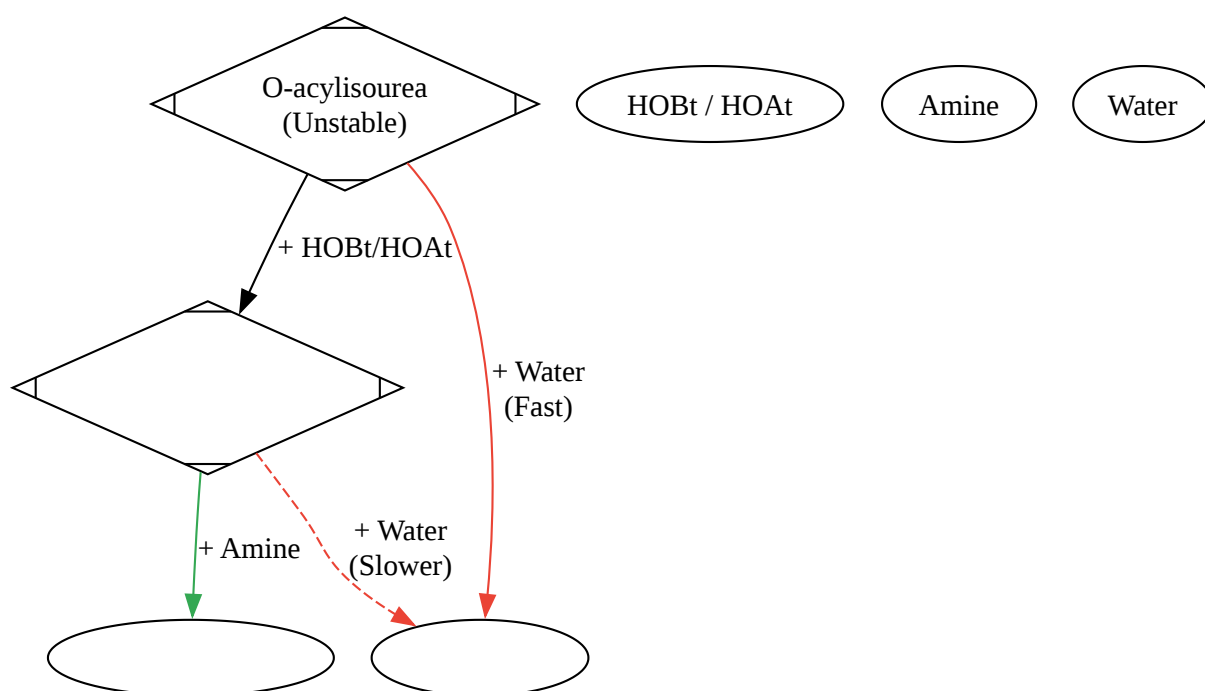 O-acylisourea
(Unstable)
HOBt / HOAt
Amine
Water
+ HOBt/HOAt
+ Water
(Fast)
+ Amine
+ Water
(Slower)